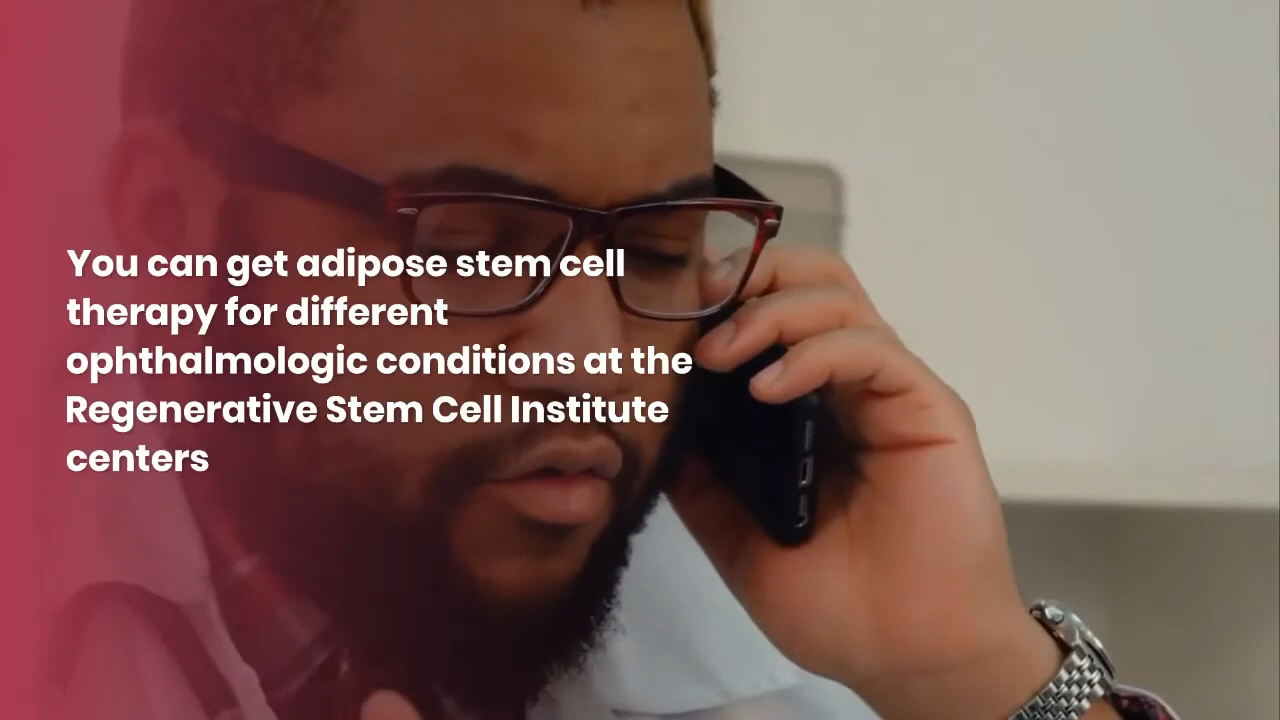 You can get adipose stem cell
therapy for different
ophthalmologic conditions at the
Regenerative Stem Cell Institute
centers